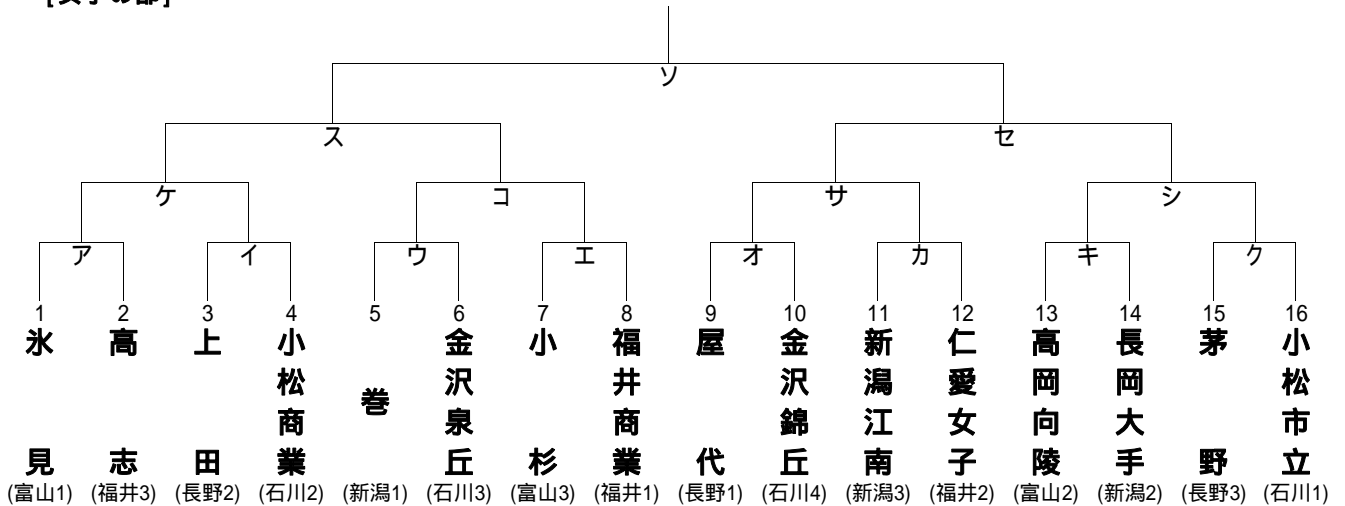 ソ
ス セ
ケ コ サ シ
ア イ ウ エ オ カ キ ク
1 2 3 4 5 6 7 8 9 10 11 12 13 14 15 16
氷見 高志 上田 小松商業 巻 金沢泉丘 小杉 福井商業 屋代 金沢錦丘 新潟江南 仁愛女子 高岡向陵 長岡大手 茅野 小松市立
(富山1) (福井3) (長野2) (石川2) (新潟1) (石川3) (富山3) (福井1) (長野1) (石川4) (新潟3) (福井2) (富山2) (新潟2) (長野3) (石川1)